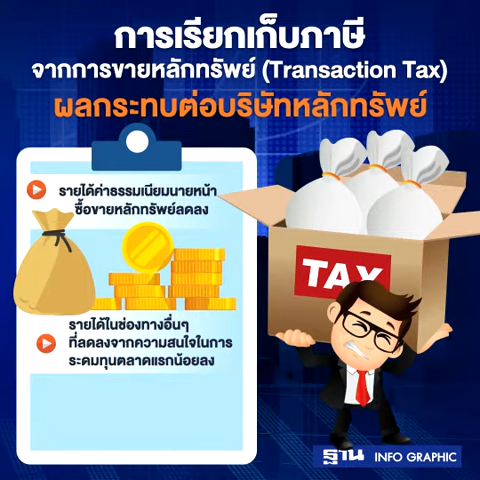 การเรียกเก็บภาษี
จากการขายหลักทรัพย์ (Transaction Tax)
ผลกระทบต่อบริษัทหลักทรัพย์
รายได้ค่าธรรมเนียมนายหน้า
ซื้อขายหลักทรัพย์ลดลง
รายได้ในช่องทางอื่นๆ
ที่ลดลงจากความสนใจในการ
ระดมทุนตลาดแรกน้อยลง
TAX
ฐาน INFO GRAPHIC